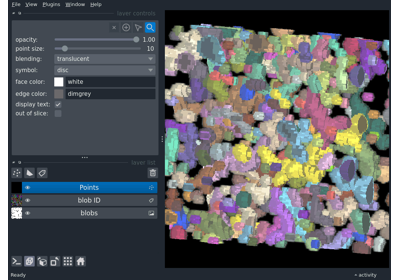 File View Plugins Window Help
layer controls
opacity: 1.00
point size: 10
blending: translucent
symbol: disc
face color: white
edge color: dimgrey
display text:
out of slice:
layer list
Points
blob ID
blobs
Ready
activity